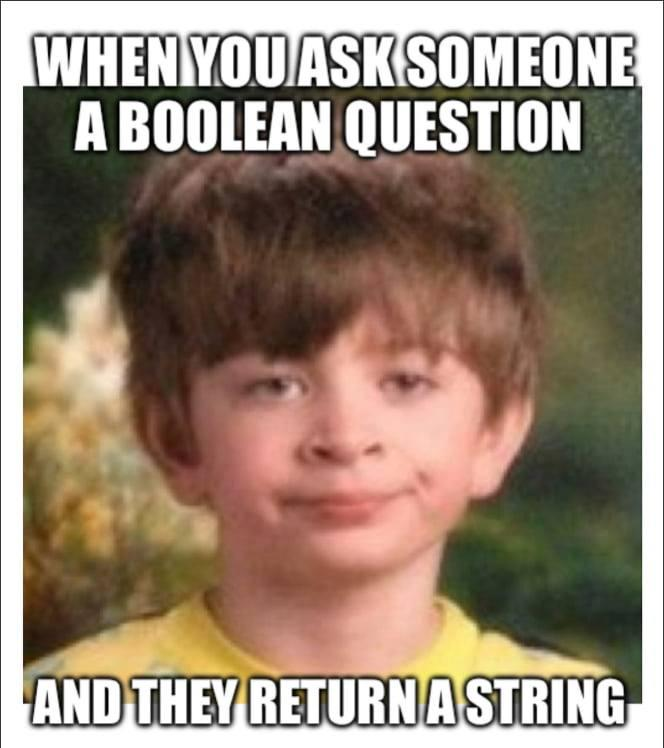 WHEN YOU ASK SOMEONE
A BOOLEAN QUESTION
AND THEY RETURN A STRING